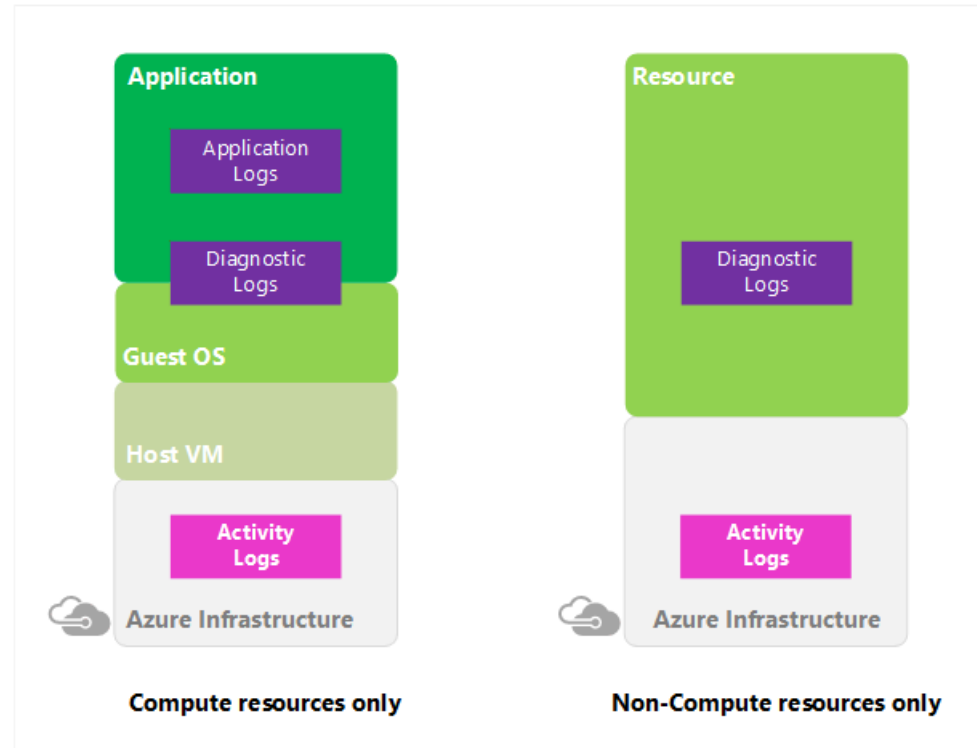 Application
Application
Logs
Diagnostic
Logs
Guest OS
Host VM
Activity
Logs
Azure Infrastructure
Compute resources only
Resource
Diagnostic
Logs
Activity
Logs
Azure Infrastructure
Non-Compute resources only